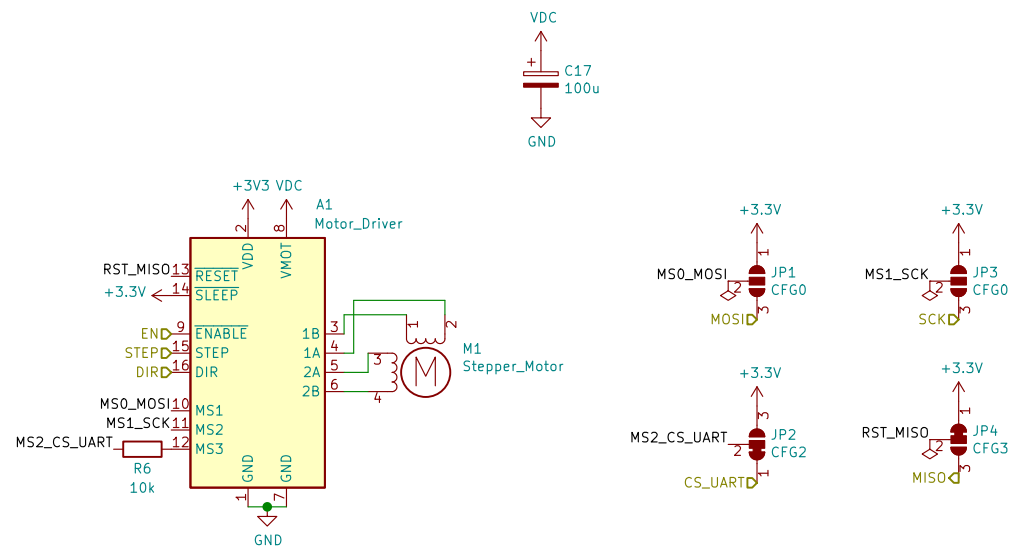 VDC
+
C17
100u
GND
+3V3 VDC
A1
Motor_Driver
2
8
VDD
VMOT
RST_MISO 13 RESET
+3.3V 14 SLEEP
EN 9 ENABLE
STEP 15 STEP
DIR 16 DIR
MS0_MOSI 10 MS1
MS1_SCK 11 MS2
MS2_CS_UART 12 MS3
R6
10k
1B 3
1A 4
2A 5
2B 6
GND
GND
1
7
GND
1
2
3
4
M1
Stepper_Motor
M
+3.3V
1
MS0_MOSI
2
JP1
CFG0
3
MOSI
+3.3V
1
MS1_SCK
2
JP3
CFG0
3
SCK
+3.3V
3
MS2_CS_UART
2
JP2
CFG2
1
CS_UART
+3.3V
1
RST_MISO
2
JP4
CFG3
3
MISO